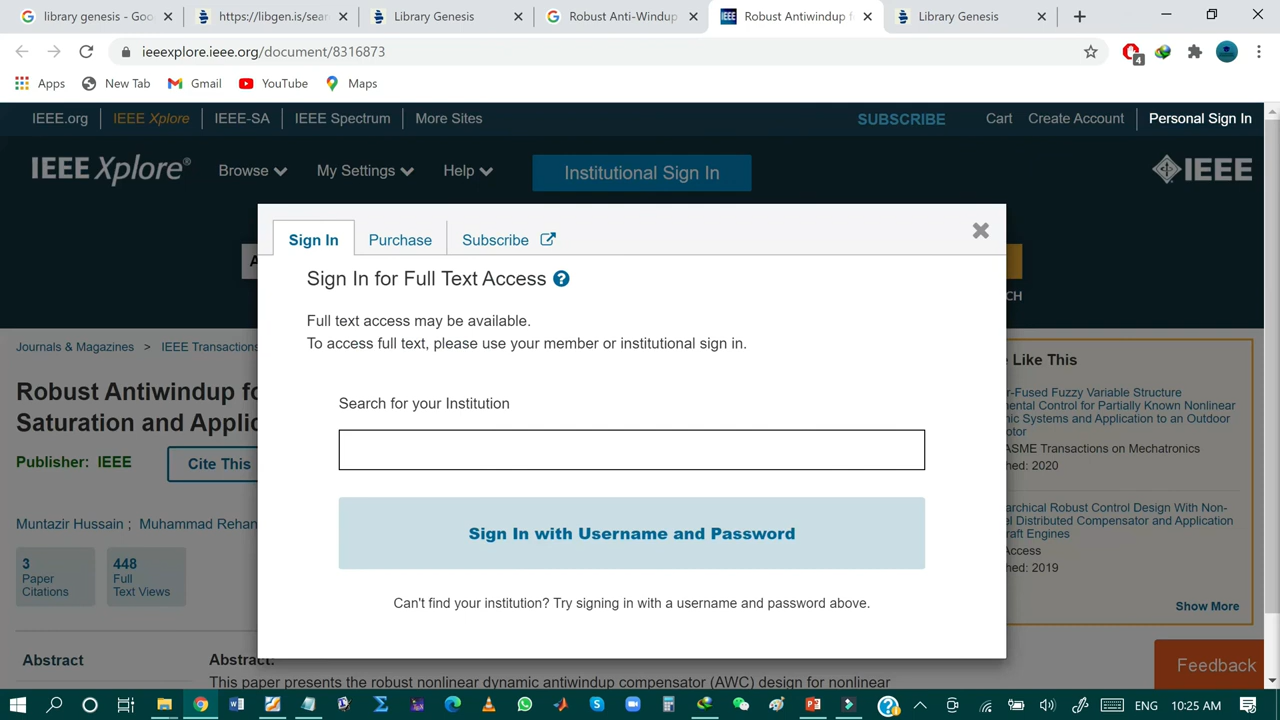 library genesis - Goo
https://libgen.is/sear
Library Genesis
Robust Anti-Windup
Robust Antiwindup f
Library Genesis
ieeexplore.ieee.org/document/8316873
4
Apps
New Tab
Gmail
YouTube
Maps
IEEE.org
IEEE Xplore
IEEE-SA
IEEE Spectrum
More Sites
SUBSCRIBE
Cart
Create Account
Personal Sign In
IEEE Xplore®
Browse
My Settings
Help
Institutional Sign In
IEEE
Sign In
Purchase
Subscribe
A
CH
Sign In for Full Text Access ?
Full text access may be available.
To access full text, please use your member or institutional sign in.
Search for your Institution
Sign In with Username and Password
Can't find your institution? Try signing in with a username and password above.
Journals & Magazines > IEEE Transactions
Robust Antiwindup fo
Saturation and Applic
Publisher: IEEE
Cite This
Muntazir Hussain ; Muhammad Rehan
3
Paper
Citations
448
Full
Text Views
Abstract
Abstract:
This paper presents the robust nonlinear dynamic antiwindup compensator (AWC) design for nonlinear
Like This
r-Fused Fuzzy Variable Structure
nental Control for Partially Known Nonlinear
ic Systems and Application to an Outdoor
otor
ASME Transactions on Mechatronics
hed: 2020
archical Robust Control Design With Non-
l Distributed Compensator and Application
raft Engines
Access
hed: 2019
Show More
Feedback
ENG
10:25 AM